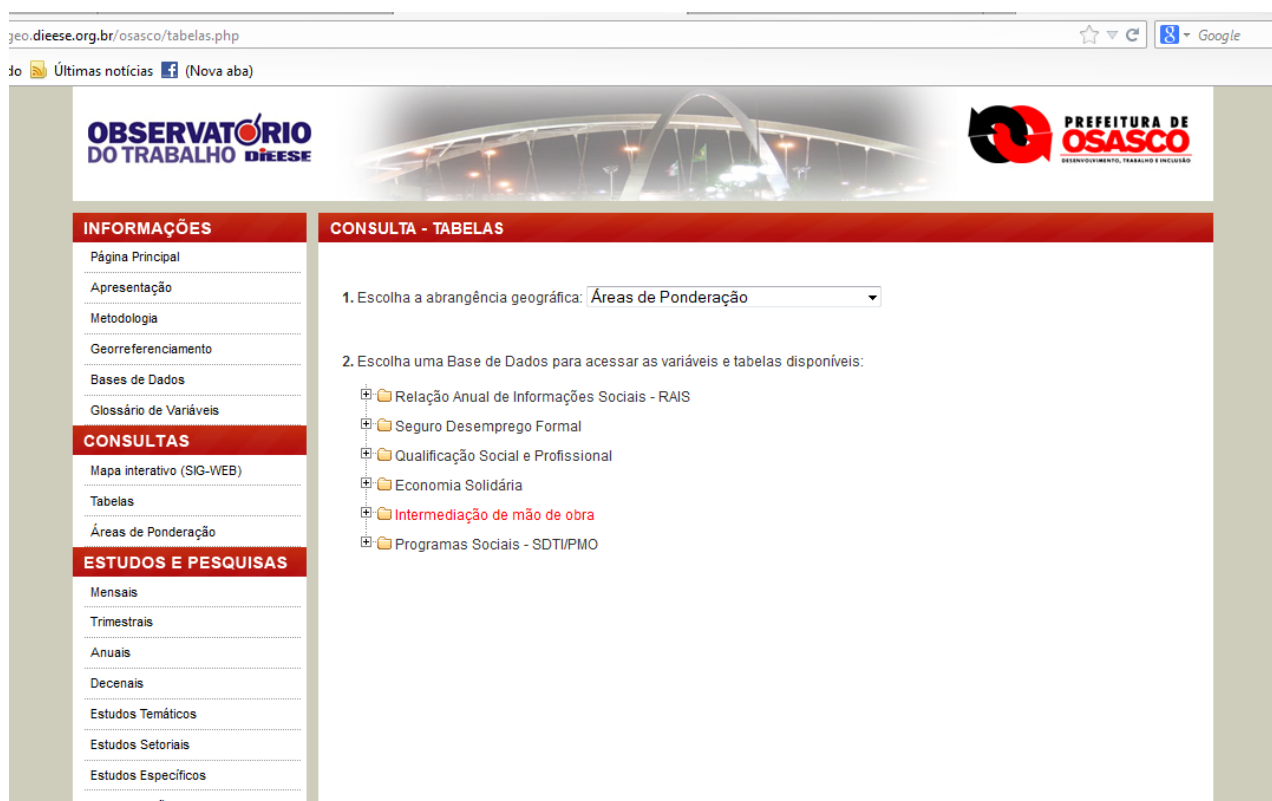 geo.dieese.org.br/osasco/tabelas.php
Google
do Últimas notícias (Nova aba)
OBSERVATÓRIO
DO TRABALHO DIEESE
PREFEITURA DE
OSASCO
DESENVOLVIMENTO, TRABALHO E INCLUSÃO
INFORMAÇÕES
Página Principal
Apresentação
Metodologia
Georreferenciamento
Bases de Dados
Glossário de Variáveis
CONSULTAS
Mapa interativo (SIG-WEB)
Tabelas
Áreas de Ponderação
ESTUDOS E PESQUISAS
Mensais
Trimestrais
Anuais
Decenais
Estudos Temáticos
Estudos Setoriais
Estudos Específicos
CONSULTA - TABELAS
1. Escolha a abrangência geográfica: Áreas de Ponderação
2. Escolha uma Base de Dados para acessar as variáveis e tabelas disponíveis:
Relação Anual de Informações Sociais - RAIS
Seguro Desemprego Formal
Qualificação Social e Profissional
Economia Solidária
Intermediação de mão de obra
Programas Sociais - SDTI/PMO